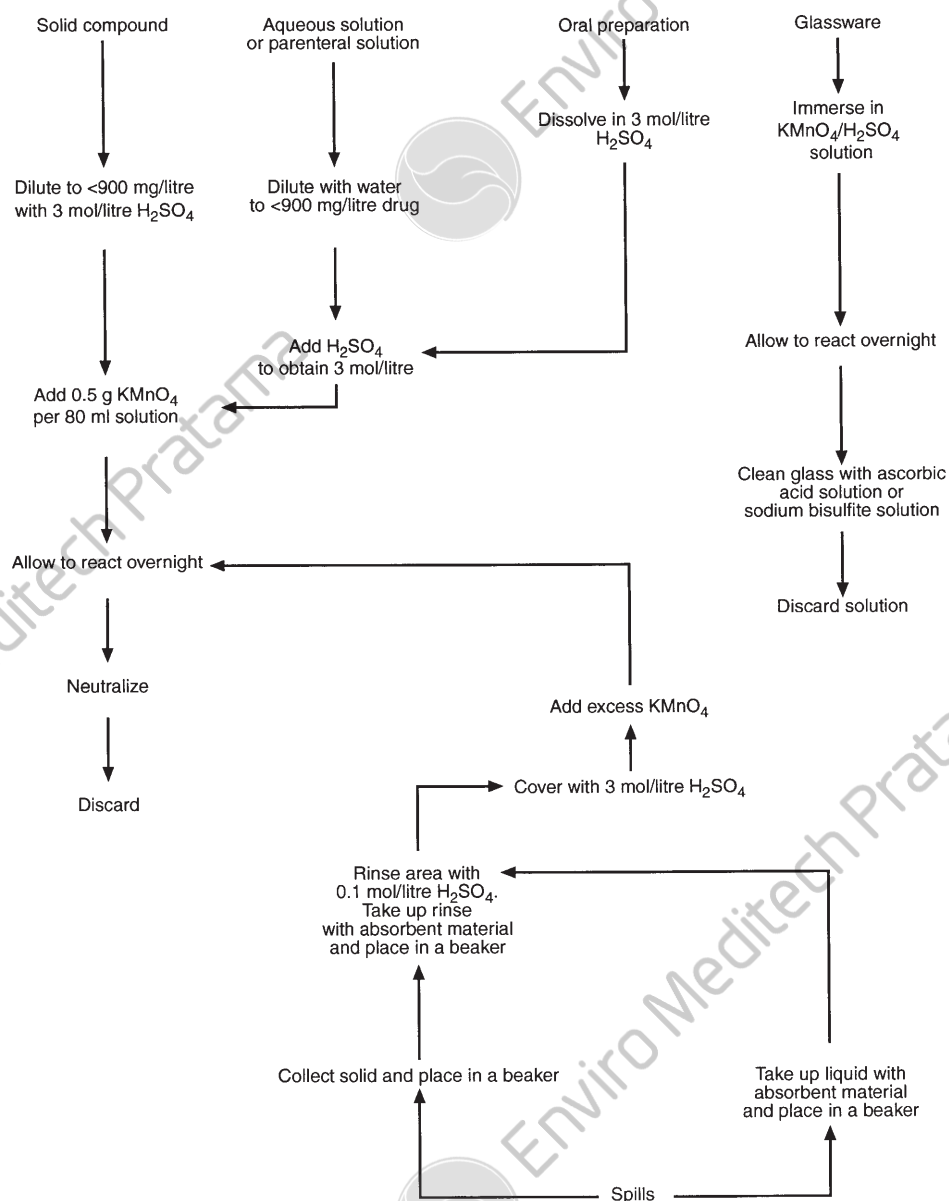 Solid compound
Aqueous solution
or parenteral solution
Oral preparation
Glassware
Dissolve in 3 mol/litre
H₂SO₄
Immerse in
KMnO₄/H₂SO₄
solution
Dilute to <900 mg/litre
with 3 mol/litre H₂SO₄
Dilute with water
to <900 mg/litre drug
Add H₂SO₄
to obtain 3 mol/litre
Allow to react overnight
Add 0.5 g KMnO₄
per 80 ml solution
Clean glass with ascorbic
acid solution or
sodium bisulfite solution
Allow to react overnight
Discard solution
Neutralize
Add excess KMnO₄
Discard
Cover with 3 mol/litre H₂SO₄
Rinse area with
0.1 mol/litre H₂SO₄.
Take up rinse
with absorbent material
and place in a beaker
Collect solid and place in a beaker
Take up liquid with
absorbent material
and place in a beaker
Spills
Enviro
ditech Pratama
Enviro Meditech Prata